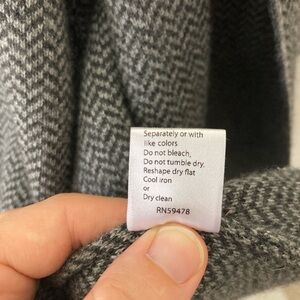 Separately or with
like colors
Do not bleach,
Do not tumble dry,
Reshape dry flat
Cool iron
or
Dry clean
RN59478